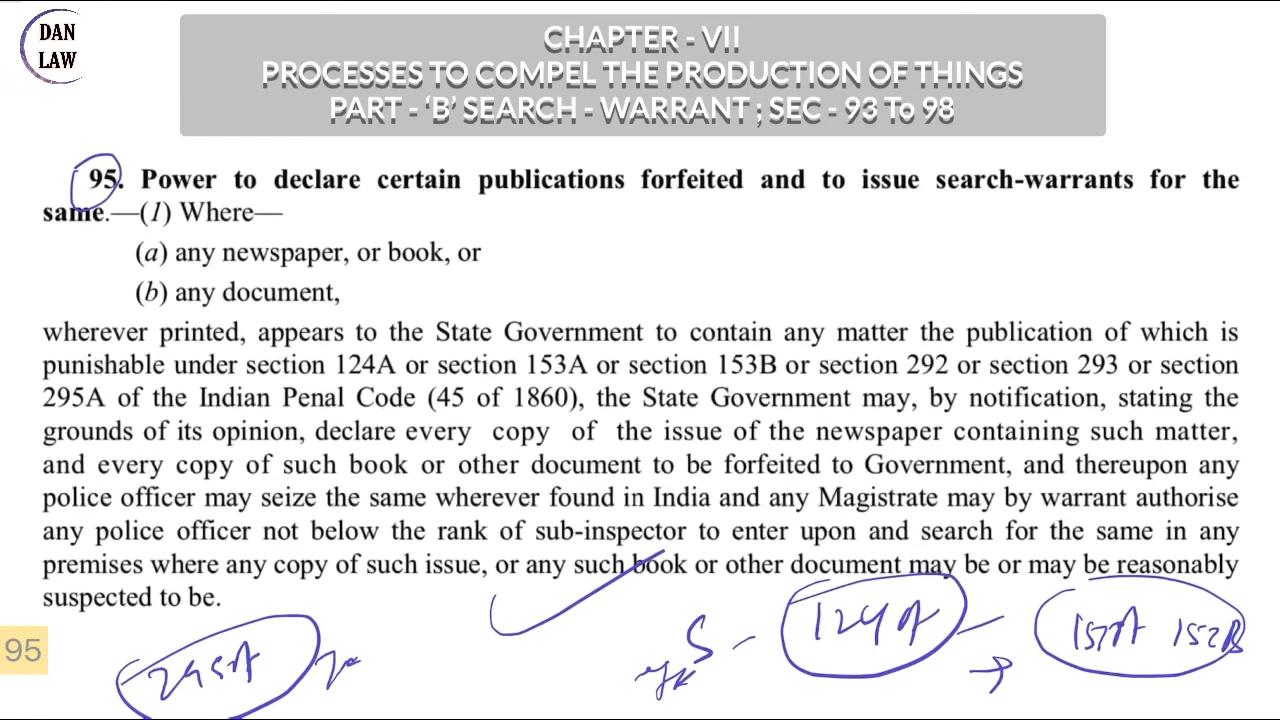 DAN
LAW
CHAPTER - VII
PROCESSES TO COMPEL THE PRODUCTION OF THINGS
PART - ‘B’ SEARCH - WARRANT ; SEC - 93 To 98
95. Power to declare certain publications forfeited and to issue search-warrants for the
same.—(1) Where—
(a) any newspaper, or book, or
(b) any document,
wherever printed, appears to the State Government to contain any matter the publication of which is
punishable under section 124A or section 153A or section 153B or section 292 or section 293 or section
295A of the Indian Penal Code (45 of 1860), the State Government may, by notification, stating the
grounds of its opinion, declare every copy of the issue of the newspaper containing such matter,
and every copy of such book or other document to be forfeited to Government, and thereupon any
police officer may seize the same wherever found in India and any Magistrate may by warrant authorise
any police officer not below the rank of sub-inspector to enter upon and search for the same in any
premises where any copy of such issue, or any such book or other document may be or may be reasonably
suspected to be.
S - 124A
295A
95